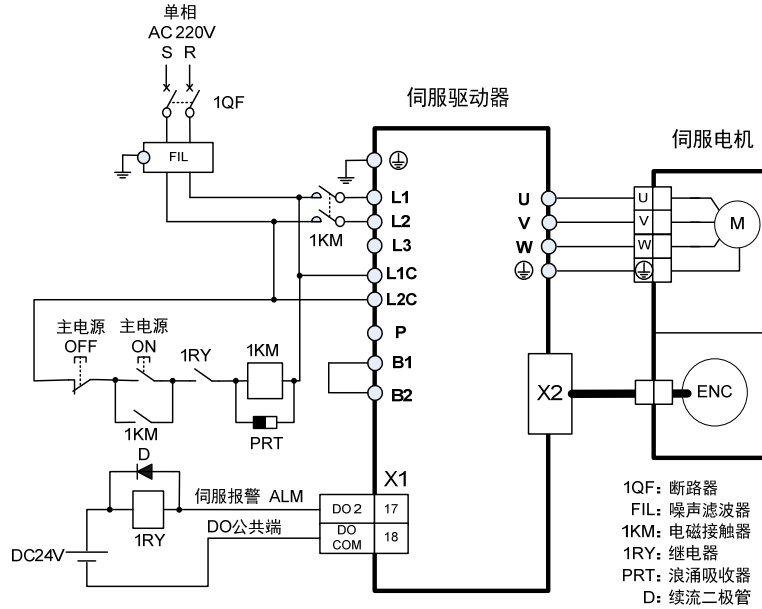 单相
AC 220V
S R
1QF
FIL
伺服驱动器
伺服电机
L1
L2
1KM
L3
L1C
L2C
P
B1
B2
U
V
W
U
V
W
M
主电源
OFF
主电源
ON
1RY
1KM
1KM
PRT
X2
ENC
D
1RY
DC24V
伺服报警 ALM
DO公共端
X1
DO 2 17
DO
COM
18
1QF: 断路器
FIL: 噪声滤波器
1KM: 电磁接触器
1RY: 继电器
PRT: 浪涌吸收器
D: 续流二极管